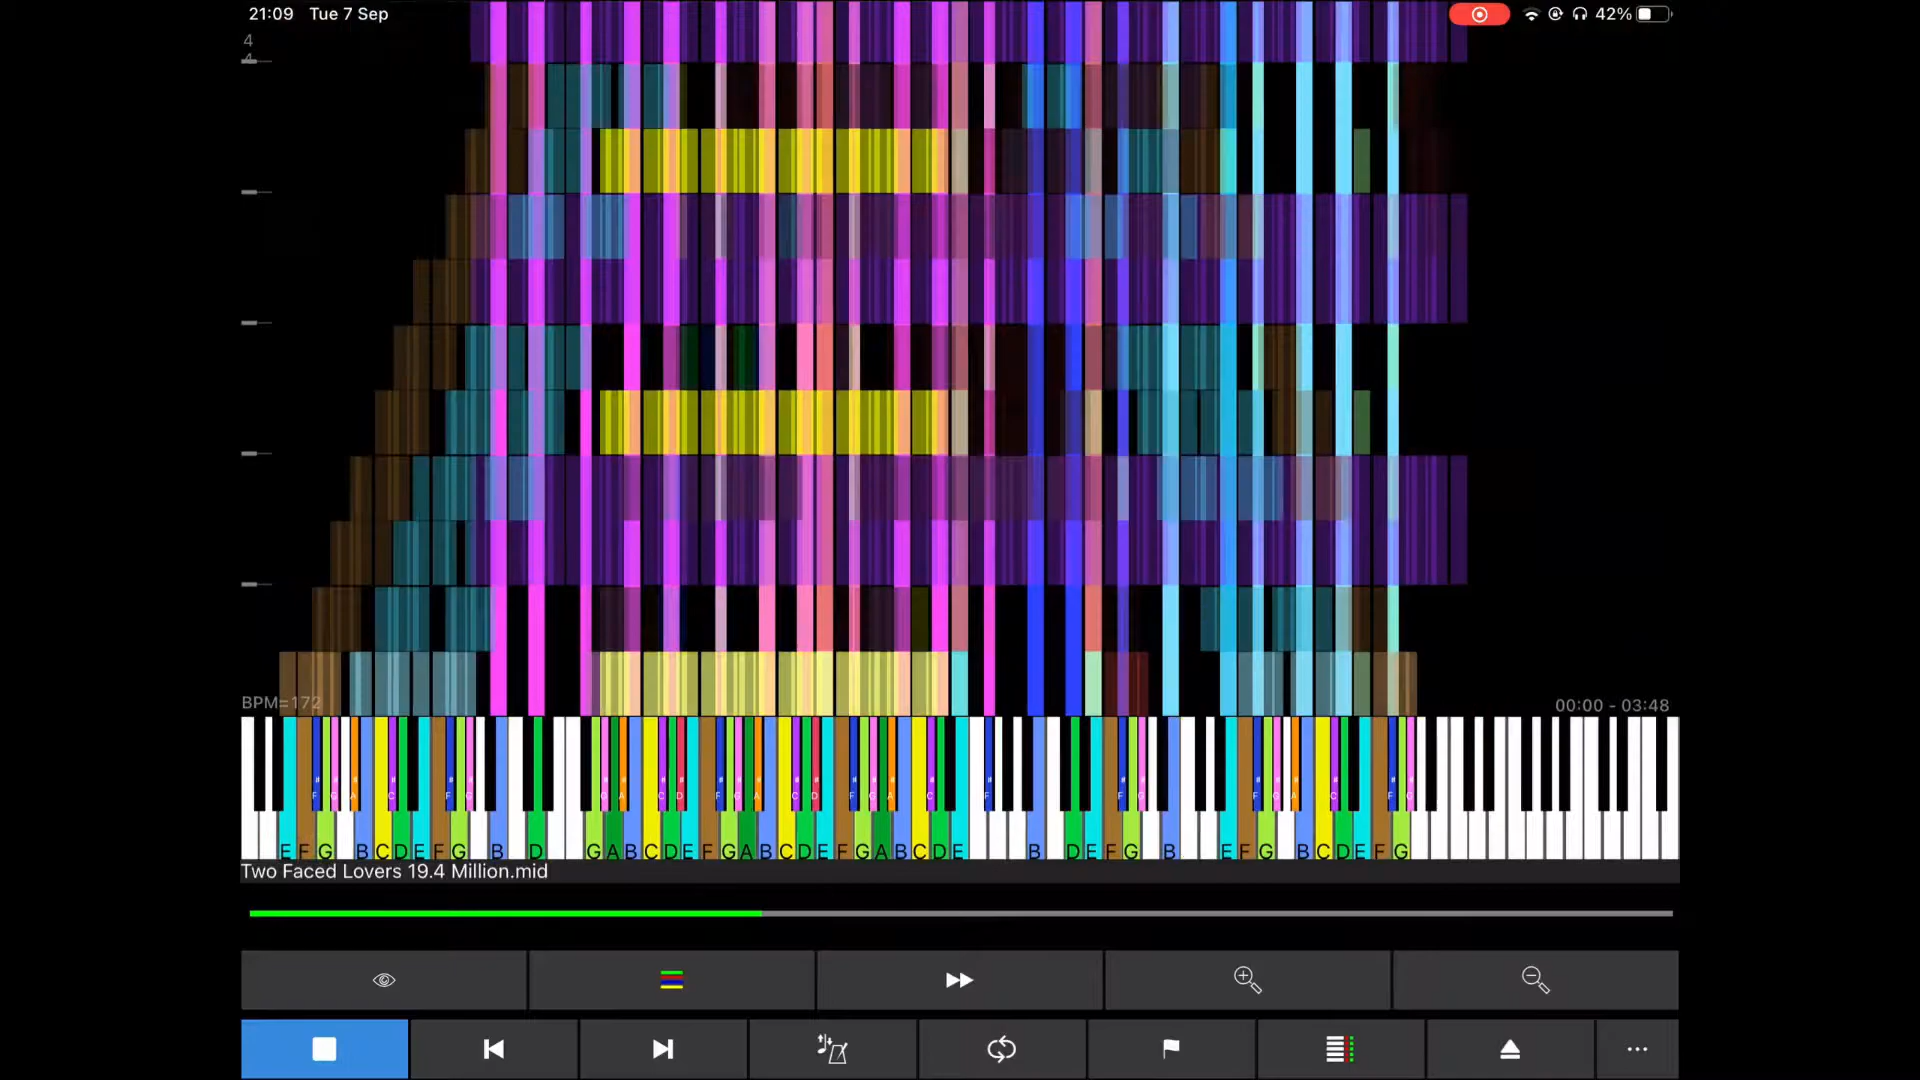 21:09 Tue 7 Sep
42%
4
4
BPM=172
00:00 - 03:48
# # # # # # # # # # # # # # # # # # # # # # # # # # # #
F G A C F G G A C D F G A C D F G A C F F G F G A C F G
E F G B C D E F G B D G A B C D E F G A B C D E F G A B C D E B D E F G B E F G B C D E F G
Two Faced Lovers 19.4 Million.mid